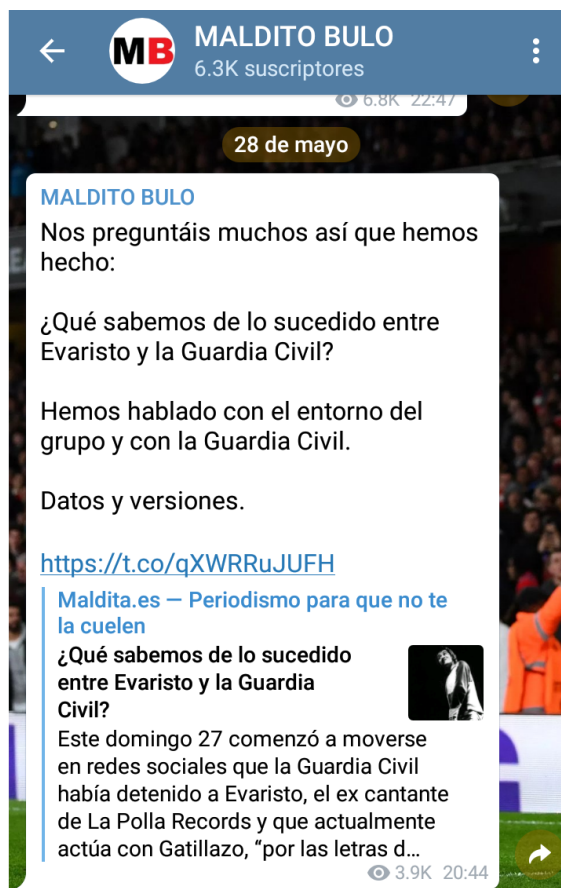 MB
MALDITO BULO
6.3K suscriptores
6.8K 22:47
28 de mayo
MALDITO BULO
Nos preguntáis muchos así que hemos
hecho:
¿Qué sabemos de lo sucedido entre
Evaristo y la Guardia Civil?
Hemos hablado con el entorno del
grupo y con la Guardia Civil.
Datos y versiones.
https://t.co/qXWRRuJUFH
Maldita.es — Periodismo para que no te
la cuelen
¿Qué sabemos de lo sucedido
entre Evaristo y la Guardia
Civil?
Este domingo 27 comenzó a moverse
en redes sociales que la Guardia Civil
había detenido a Evaristo, el ex cantante
de La Polla Records y que actualmente
actúa con Gatillazo, “por las letras d...
3.9K 20:44